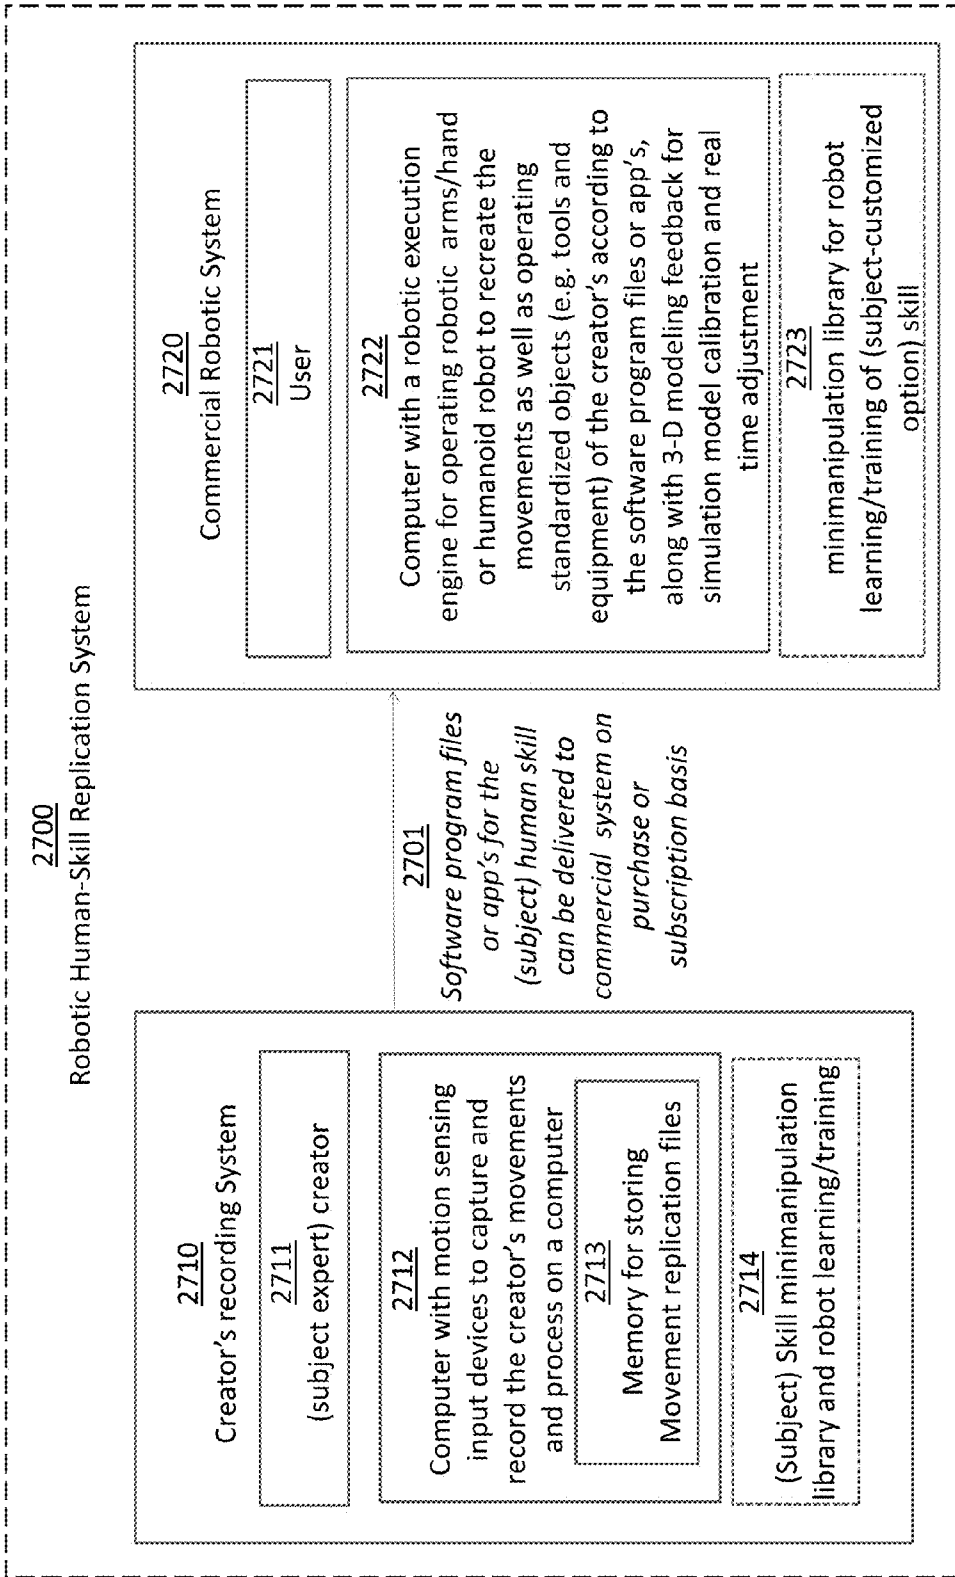 2700
Robotic Human-Skill Replication System
2710
Creator's recording System
2711
(subject expert) creator
2712
Computer with motion sensing
input devices to capture and
record the creator's movements
and process on a computer
2713
Memory for storing
Movement replication files
2714
(Subject) Skill minimanipulation
library and robot learning/training
2701
Software program files
or app's for the
(subject) human skill
can be delivered to
commercial system on
purchase or
subscription basis
2720
Commercial Robotic System
2721
User
2722
Computer with a robotic execution
engine for operating robotic arms/hand
or humanoid robot to recreate the
movements as well as operating
standardized objects (e.g. tools and
equipment) of the creator's according to
the software program files or app's,
along with 3-D modeling feedback for
simulation model calibration and real
time adjustment
2723
minimanpulation library for robot
learning/training of (subject-customized
option) skill